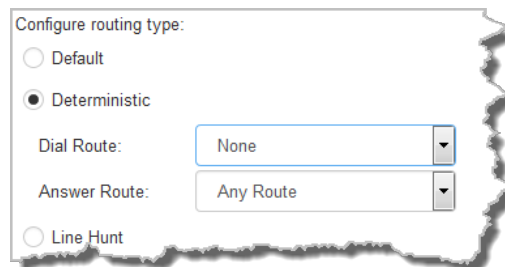 Configure routing type:
Default
Deterministic
Dial Route: None
Answer Route: Any Route
Line Hunt